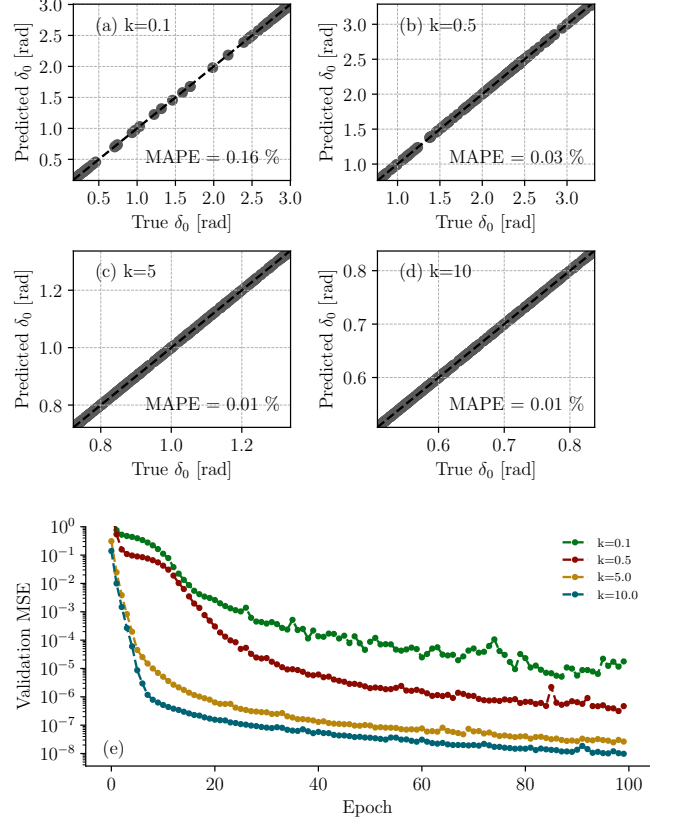 3.0
2.5
2.0
1.5
1.0
0.5
Predicted δ0 [rad]
(a) k=0.1
MAPE = 0.16 %
0.5 1.0 1.5 2.0 2.5 3.0
True δ0 [rad]
3.0
2.5
2.0
1.5
1.0
Predicted δ0 [rad]
(b) k=0.5
MAPE = 0.03 %
1.0 1.5 2.0 2.5 3.0
True δ0 [rad]
1.2
1.0
0.8
Predicted δ0 [rad]
(c) k=5
MAPE = 0.01 %
0.8 1.0 1.2
True δ0 [rad]
0.8
0.7
0.6
Predicted δ0 [rad]
(d) k=10
MAPE = 0.01 %
0.6 0.7 0.8
True δ0 [rad]
10^0
10^-1
10^-2
10^-3
10^-4
10^-5
10^-6
10^-7
10^-8
Validation MSE
k=0.1
k=0.5
k=5.0
k=10.0
(e)
0 20 40 60 80 100
Epoch